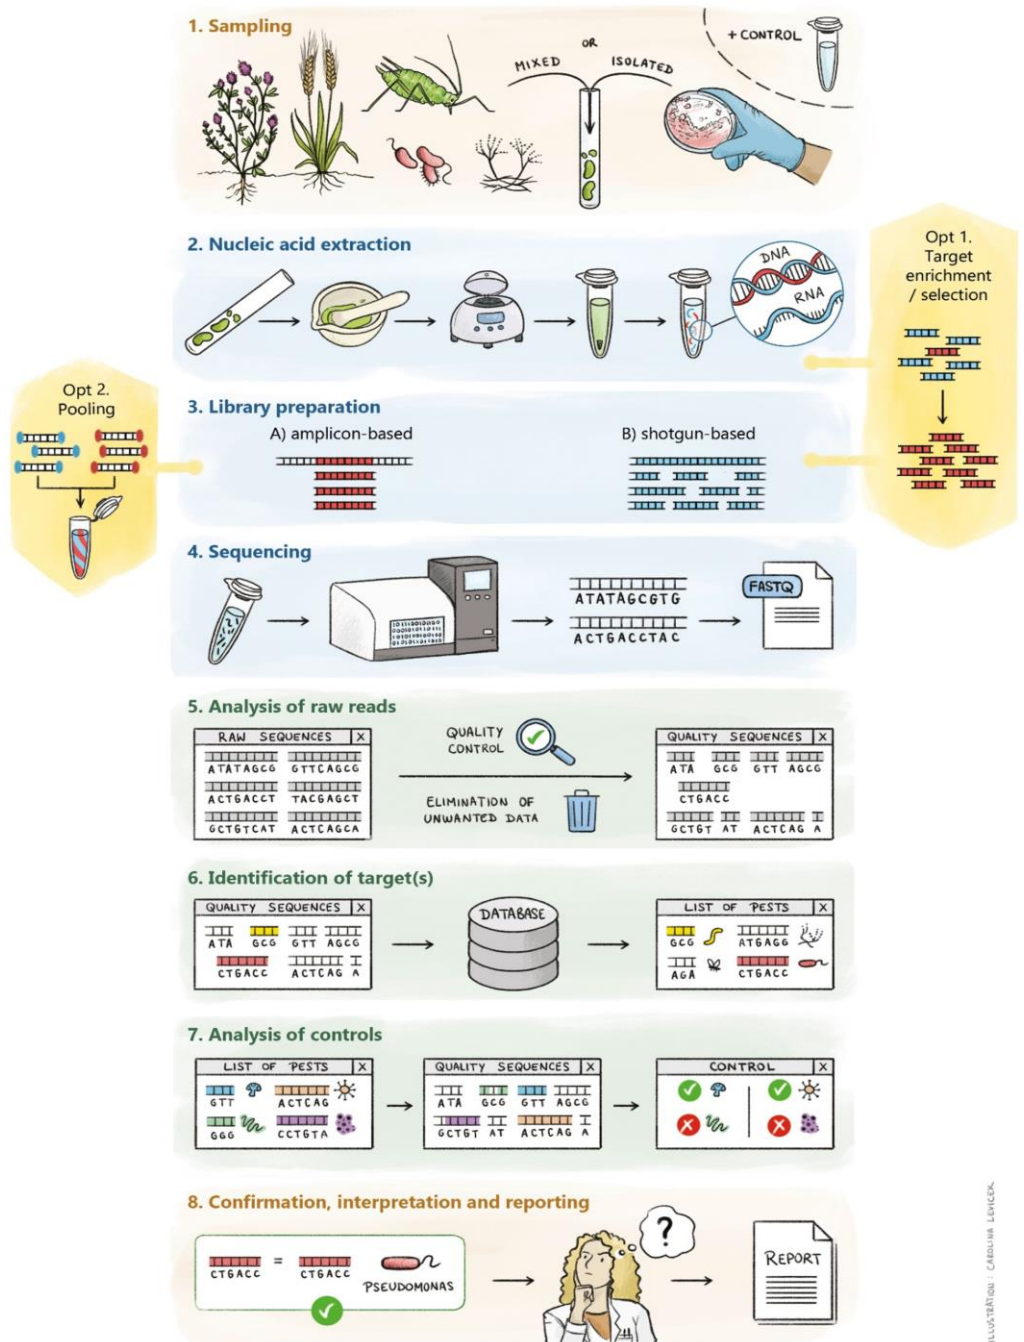 1. Sampling
+ CONTROL
MIXED OR ISOLATED
2. Nucleic acid extraction
DNA
RNA
Opt 1.
Target
enrichment
/ selection
Opt 2.
Pooling
3. Library preparation
A) amplicon-based
B) shotgun-based
4. Sequencing
ATATAGCGTG
ACTGACCTAC
FASTQ
5. Analysis of raw reads
RAW SEQUENCES X
ATATAGCG GTTCAGCG
ACTGACCT TACGAGCT
GCTGTCAT ACTCAGCA
QUALITY
CONTROL
ELIMINATION OF
UNWANTED DATA
QUALITY SEQUENCES X
ATA GCG GTT AGCG
CTGACC
GCTGT AT ACTCAG A
6. Identification of target(s)
QUALITY SEQUENCES X
ATA GCG GTT AGCG
CTGACC ACTCAG A
DATABASE
LIST OF PESTS X
GCG ATGAGG
AGA CTGACC
7. Analysis of controls
LIST OF PESTS X
GTT ACTCAG
GGG CCTGTA
QUALITY SEQUENCES X
ATA GCG GTT AGCG
GCTGT AT ACTCAG A
CONTROL X
8. Confirmation, interpretation and reporting
CTGACC = CTGACC
PSEUDOMONAS
?
REPORT
ILLUSTRATION : CAROLINA LEVICEK